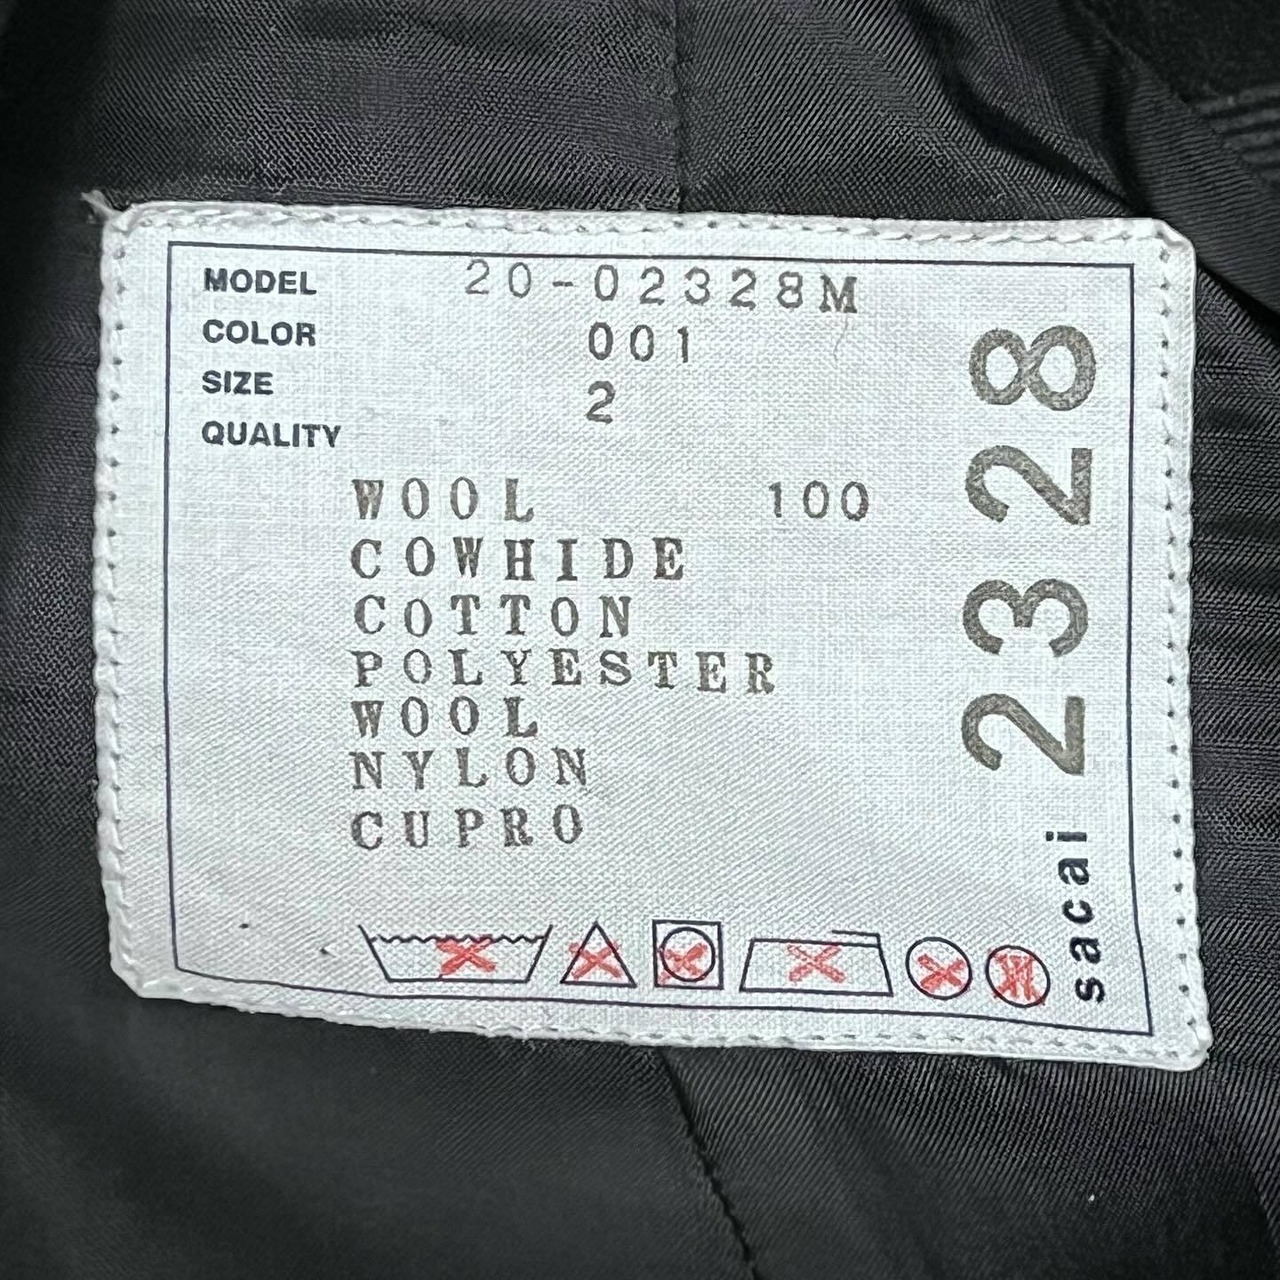 MODEL 20-02328M
COLOR 001
SIZE 2
QUALITY
WOOL 100
COWHIDE
COTTON
POLYESTER
WOOL
NYLON
CUPRO
sacai 2328